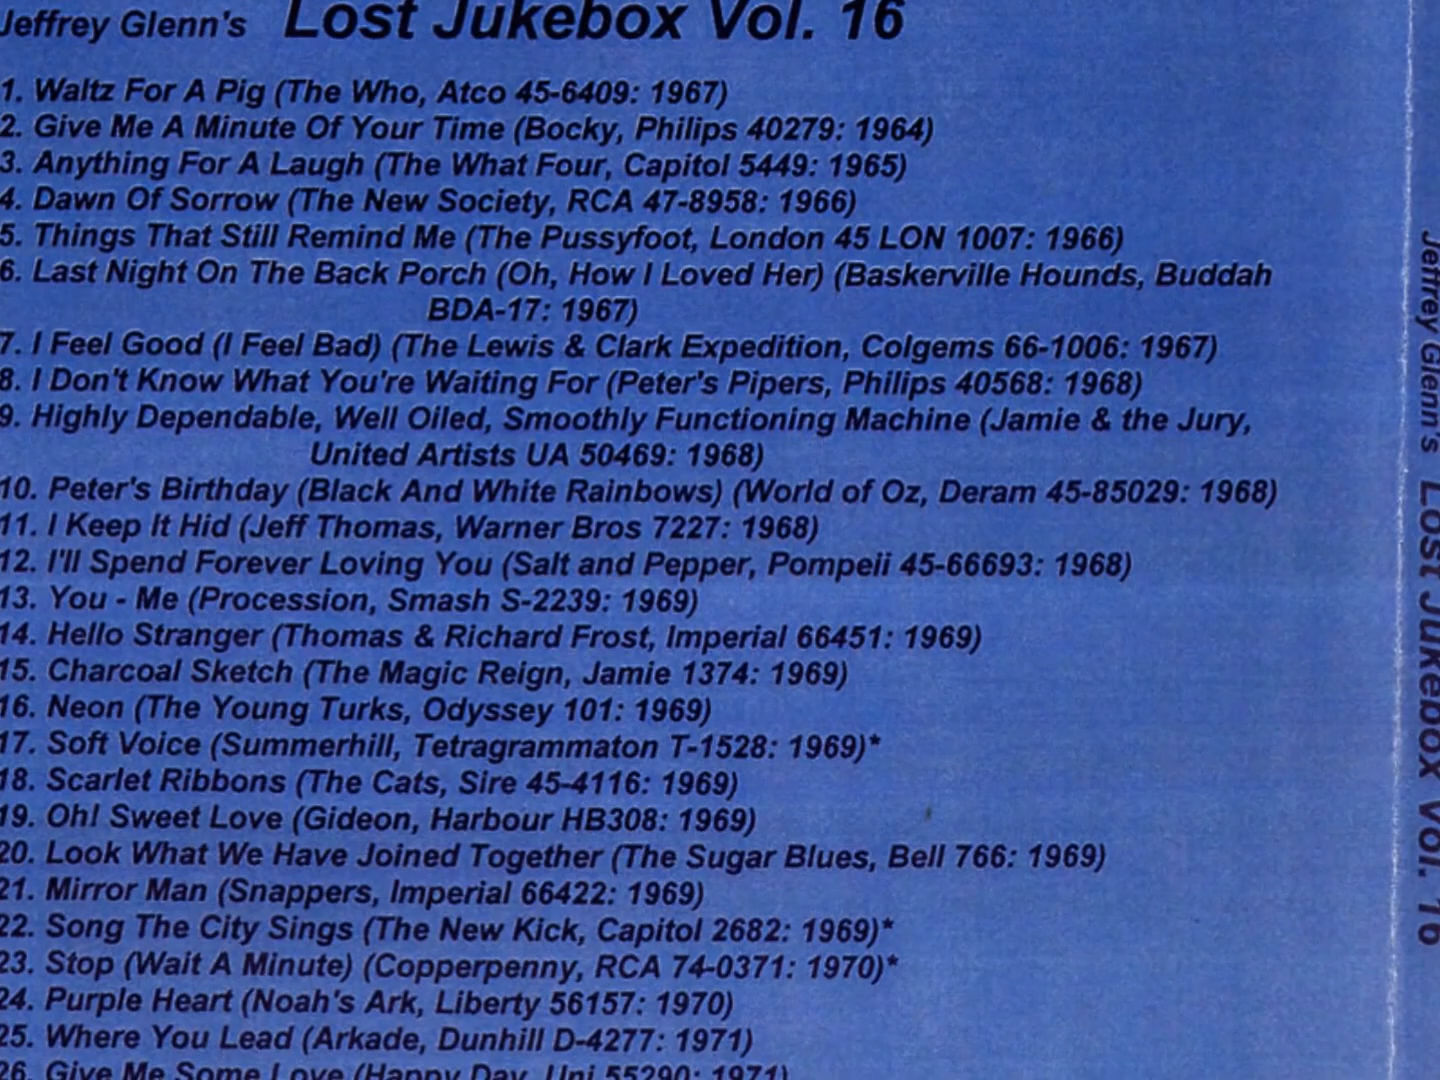 Jeffrey Glenn's Lost Jukebox Vol. 16
1. Waltz For A Pig (The Who, Atco 45-6409: 1967)
2. Give Me A Minute Of Your Time (Bocky, Philips 40279: 1964)
3. Anything For A Laugh (The What Four, Capitol 5449: 1965)
4. Dawn Of Sorrow (The New Society, RCA 47-8958: 1966)
5. Things That Still Remind Me (The Pussyfoot, London 45 LON 1007: 1966)
6. Last Night On The Back Porch (Oh, How I Loved Her) (Baskerville Hounds, Buddah
BDA-17: 1967)
7. I Feel Good (I Feel Bad) (The Lewis & Clark Expedition, Colgems 66-1006: 1967)
8. I Don't Know What You're Waiting For (Peter's Pipers, Philips 40568: 1968)
9. Highly Dependable, Well Oiled, Smoothly Functioning Machine (Jamie & the Jury,
United Artists UA 50469: 1968)
10. Peter's Birthday (Black And White Rainbows) (World of Oz, Deram 45-85029: 1968)
11. I Keep It Hid (Jeff Thomas, Warner Bros 7227: 1968)
12. I'll Spend Forever Loving You (Salt and Pepper, Pompeii 45-66693: 1968)
13. You - Me (Procession, Smash S-2239: 1969)
14. Hello Stranger (Thomas & Richard Frost, Imperial 66451: 1969)
15. Charcoal Sketch (The Magic Reign, Jamie 1374: 1969)
16. Neon (The Young Turks, Odyssey 101: 1969)
17. Soft Voice (Summerhill, Tetragrammaton T-1528: 1969)*
18. Scarlet Ribbons (The Cats, Sire 45-4116: 1969)
19. Oh! Sweet Love (Gideon, Harbour HB308: 1969)
20. Look What We Have Joined Together (The Sugar Blues, Bell 766: 1969)
21. Mirror Man (Snappers, Imperial 66422: 1969)
22. Song The City Sings (The New Kick, Capitol 2682: 1969)*
23. Stop (Wait A Minute) (Copperpenny, RCA 74-0371: 1970)*
24. Purple Heart (Noah's Ark, Liberty 56157: 1970)
25. Where You Lead (Arkade, Dunhill D-4277: 1971)
26. Give Me Some Love (Happy Day, Uni 55290: 1971)
Jeffrey Glenn's Lost Jukebox Vol. 16